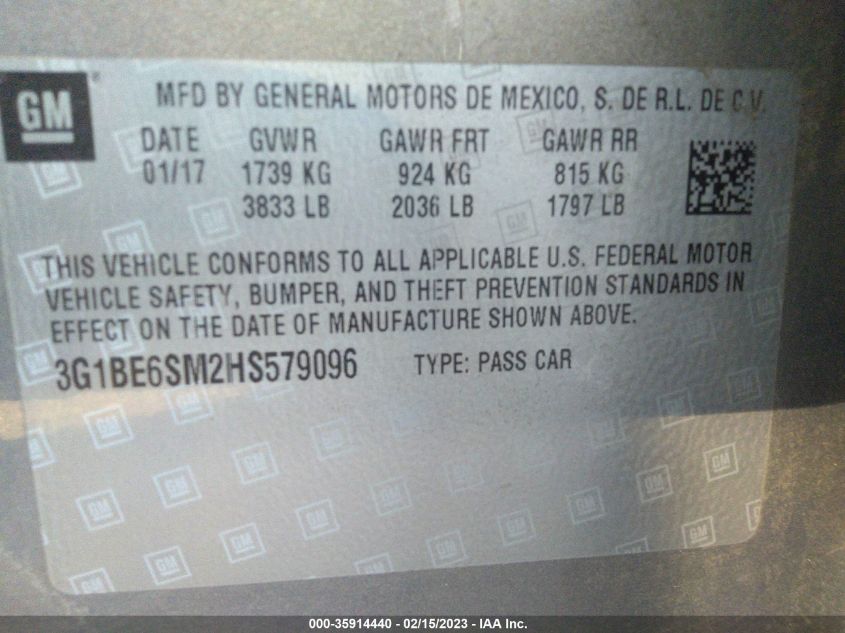 GM
MFD BY GENERAL MOTORS DE MEXICO, S. DE R.L. DE C.V.
DATE GVWR GAWR FRT GAWR RR
01/17 1739 KG 924 KG 815 KG
3833 LB 2036 LB 1797 LB
THIS VEHICLE CONFORMS TO ALL APPLICABLE U.S. FEDERAL MOTOR
VEHICLE SAFETY, BUMPER, AND THEFT PREVENTION STANDARDS IN
EFFECT ON THE DATE OF MANUFACTURE SHOWN ABOVE.
3G1BE6SM2HS579096 TYPE: PASS CAR
000-35914440 - 02/15/2023 - IAA Inc.